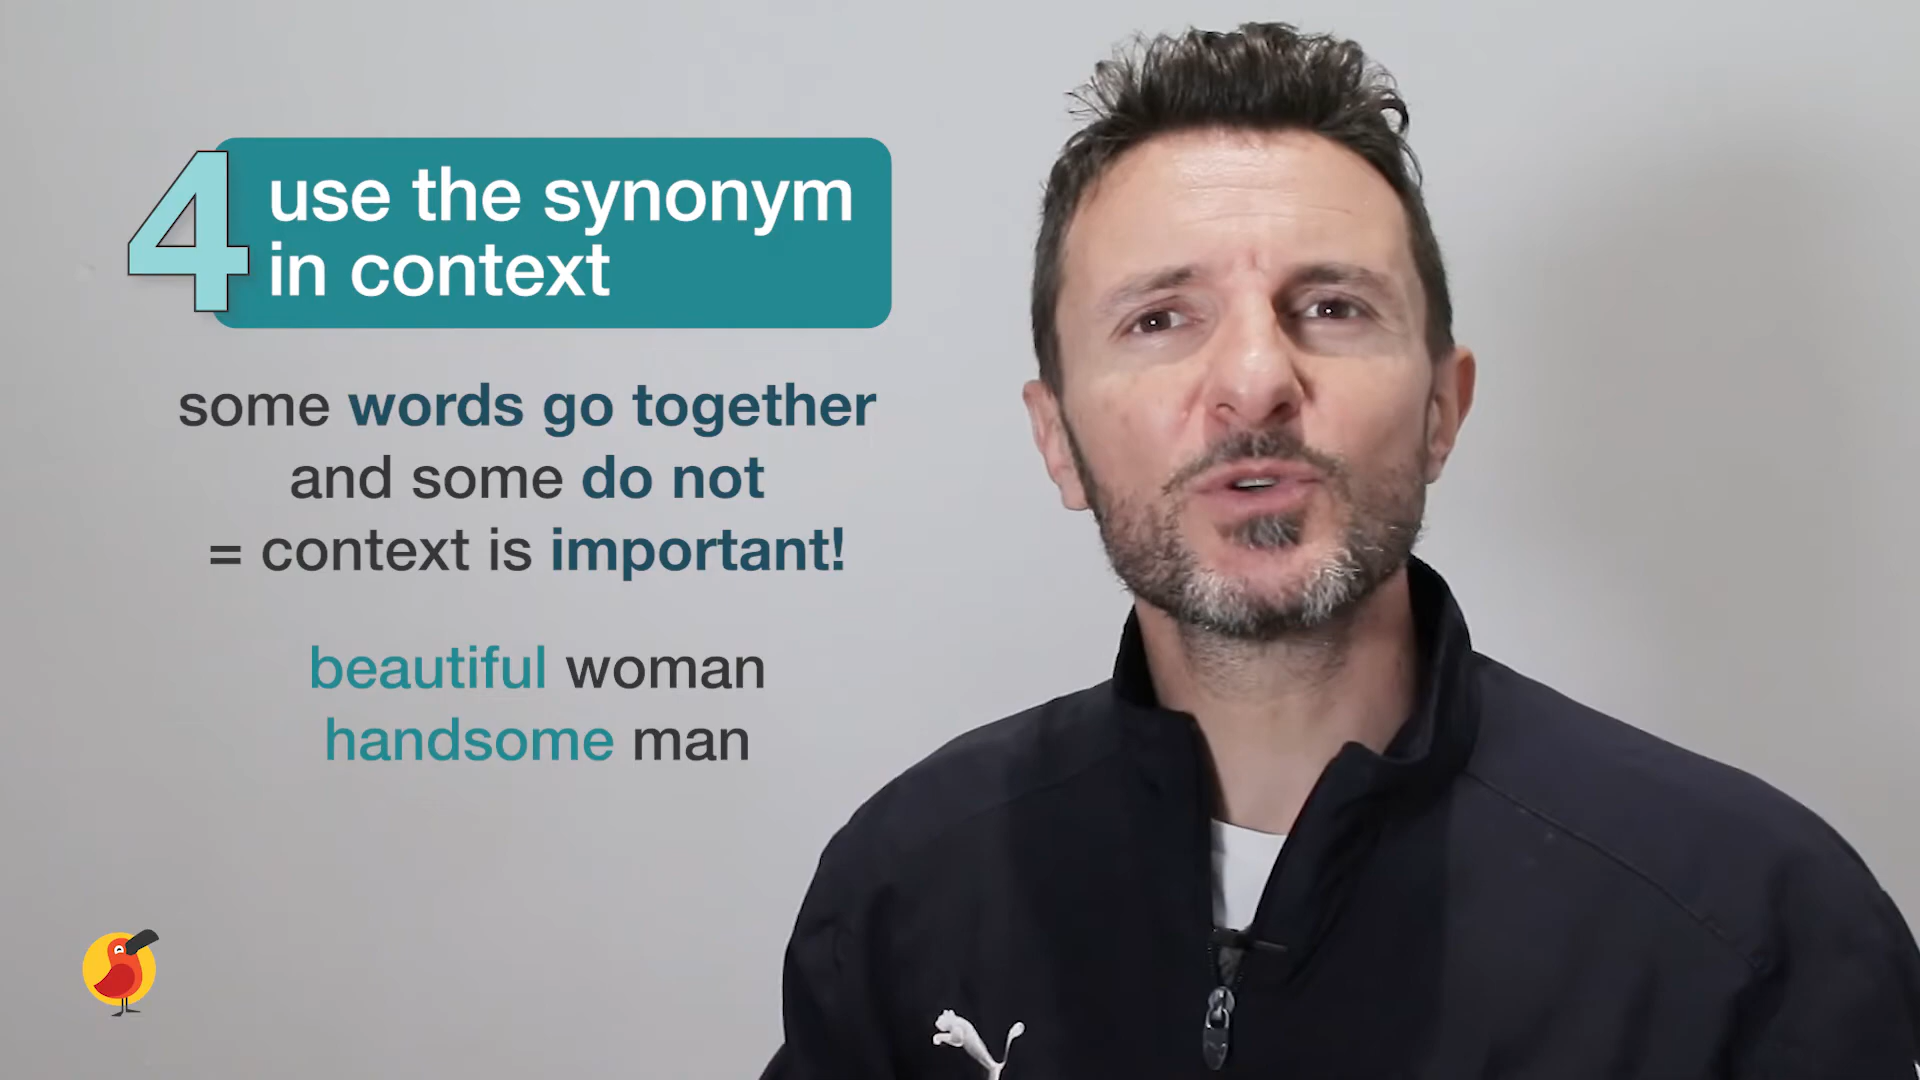 4 use the synonym
in context
some words go together
and some do not
= context is important!
beautiful woman
handsome man